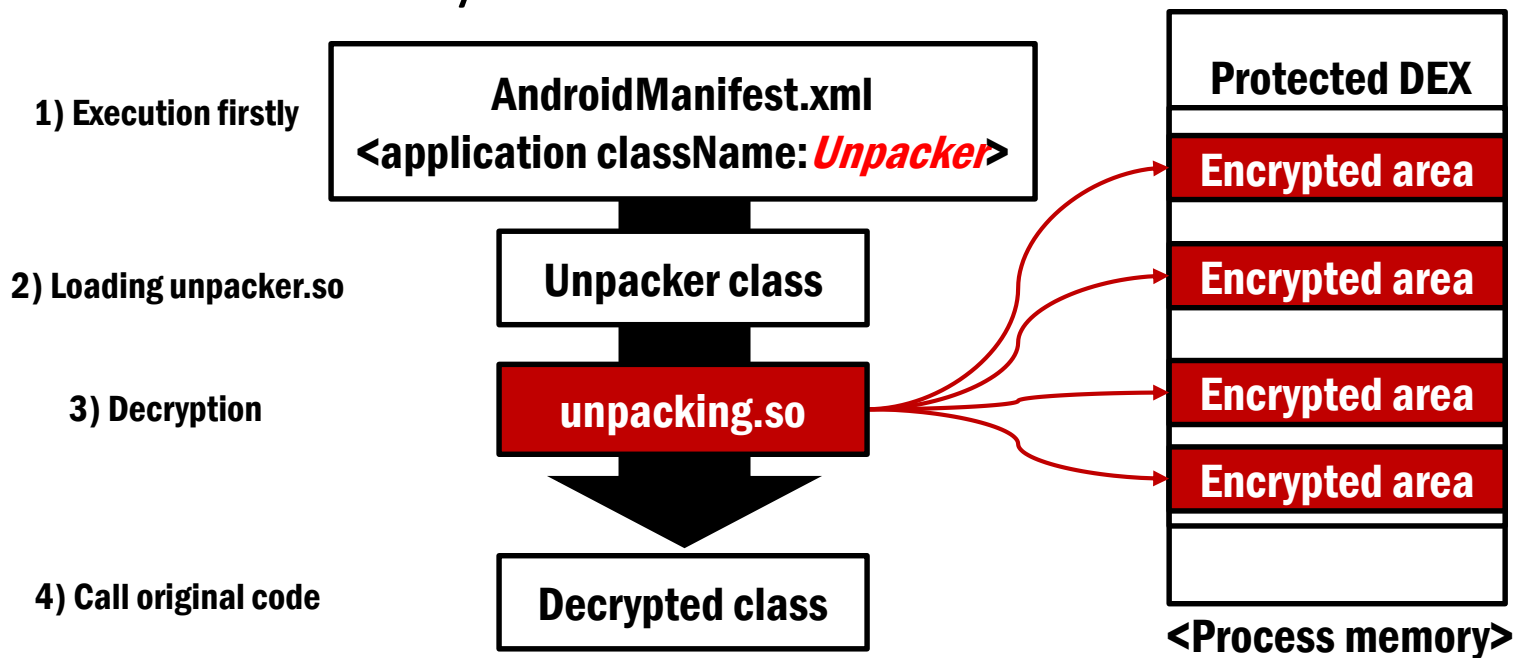 1) Execution firstly
AndroidManifest.xml
<application className:Unpacker>
2) Loading unpacker.so
Unpacker class
3) Decryption
unpacking.so
4) Call original code
Decrypted class
Protected DEX
Encrypted area
Encrypted area
Encrypted area
Encrypted area
<Process memory>